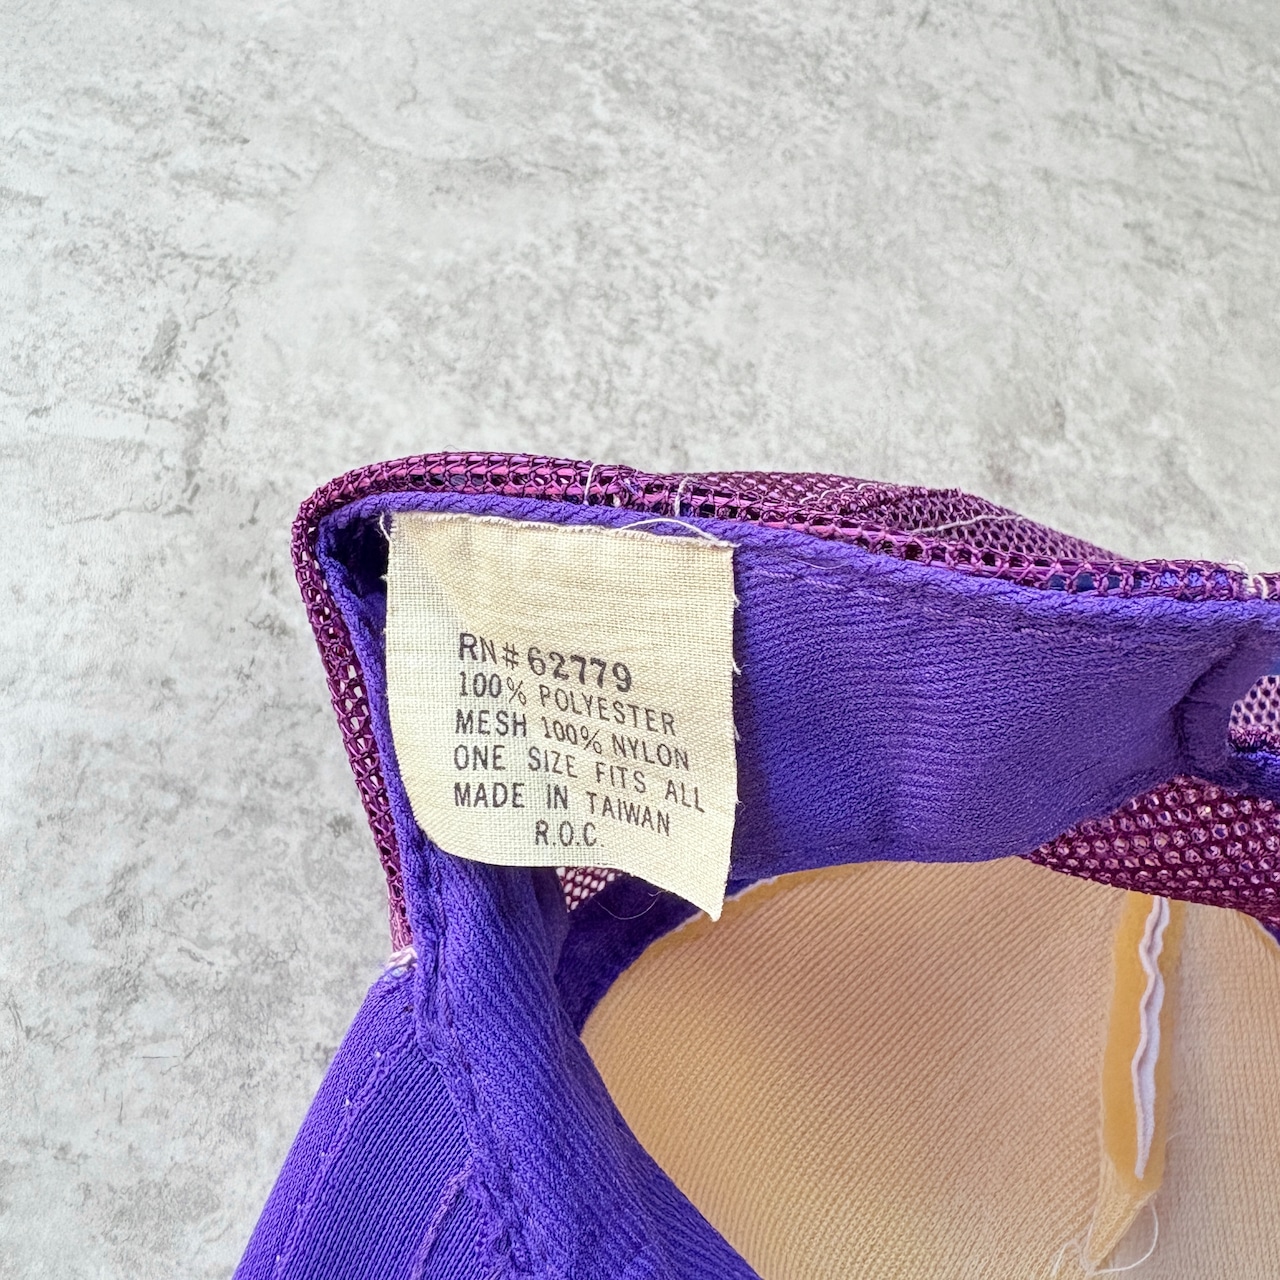 RN#62779
100% POLYESTER
MESH 100% NYLON
ONE SIZE FITS ALL
MADE IN TAIWAN
R.O.C.